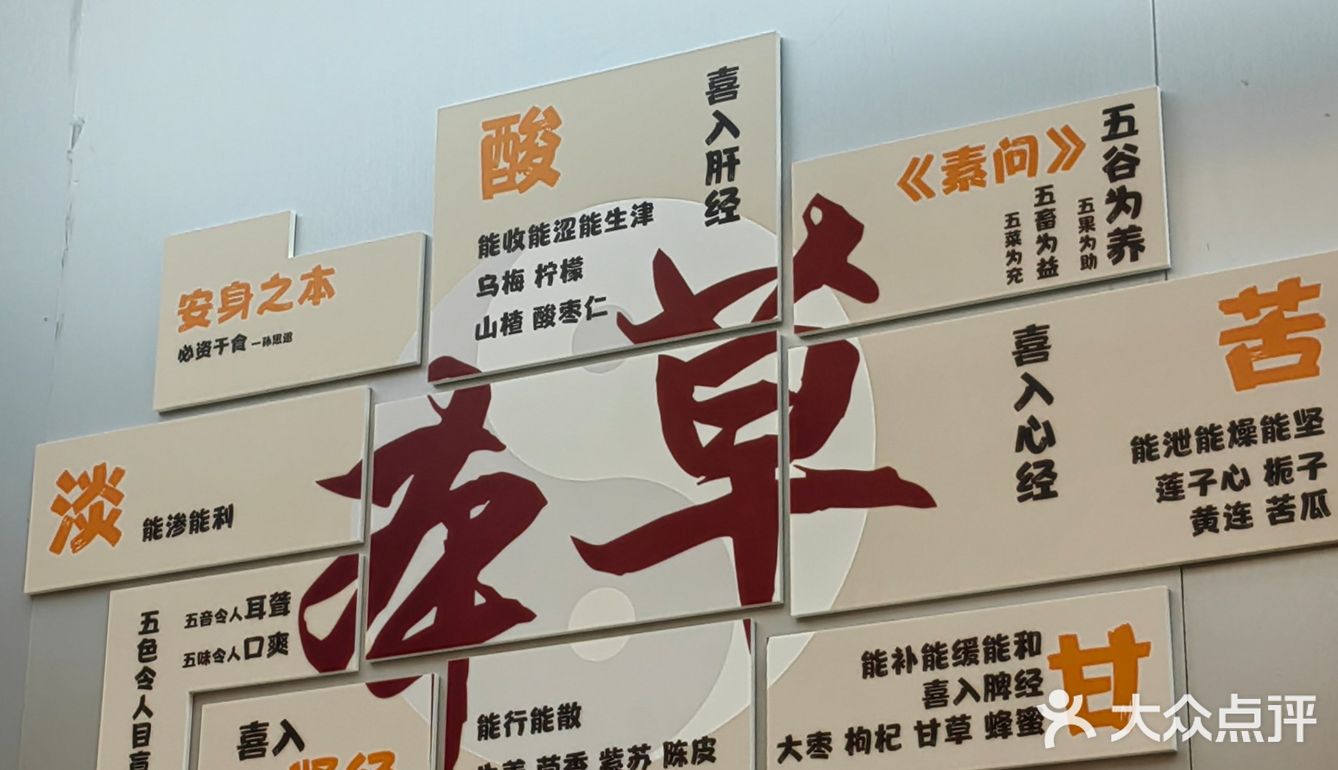 安身之本
必资于食 —孙思邈
酸
喜入肝经
能收能涩能生津
乌梅 柠檬
山楂 酸枣仁
《素问》
五谷为养
五果为助
五畜为益
五菜为充
苦
喜入心经
能泄能燥能坚
莲子心 栀子
黄连 苦瓜
淡
能渗能利
草
五色令人目盲
五音令人耳聋
五味令人口爽
喜入
肾经
能行能散
紫苏 陈皮
甘
能补能缓能和
喜入脾经
大枣 枸杞 甘草 蜂蜜
大众点评